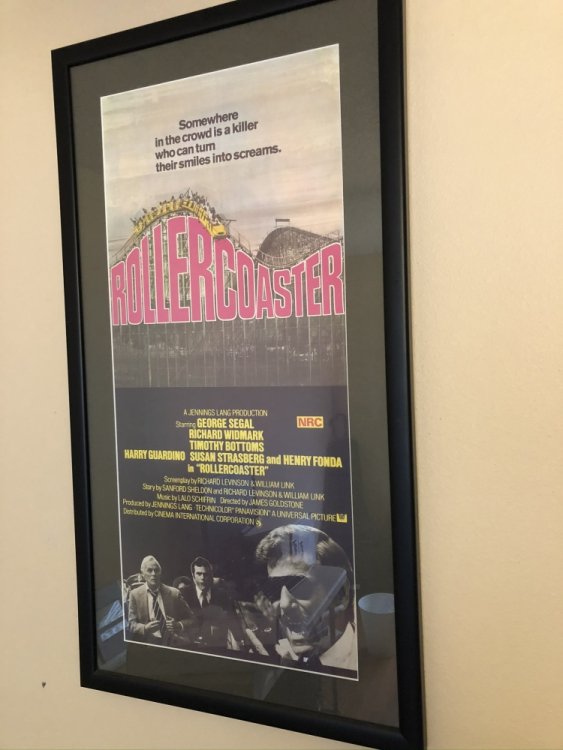 Somewhere
in the crowd is a killer
who can turn
their smiles into screams.
ROLLERCOASTER
A JENNINGS LANG PRODUCTION
Starring GEORGE SEGAL
NRC
RICHARD WIDMARK
TIMOTHY BOTTOMS
HARRY GUARDINO SUSAN STRASBERG and HENRY FONDA
in "ROLLERCOASTER"
Screenplay by RICHARD LEVINSON & WILLIAM LINK
Story by SANFORD SHELDON and RICHARD LEVINSON & WILLIAM LINK
Music by LALO SCHIFRIN Directed by JAMES GOLDSTONE
Produced by JENNINGS LANG TECHNICOLOR® PANAVISION® A UNIVERSAL PICTURE
Distributed by CINEMA INTERNATIONAL CORPORATION